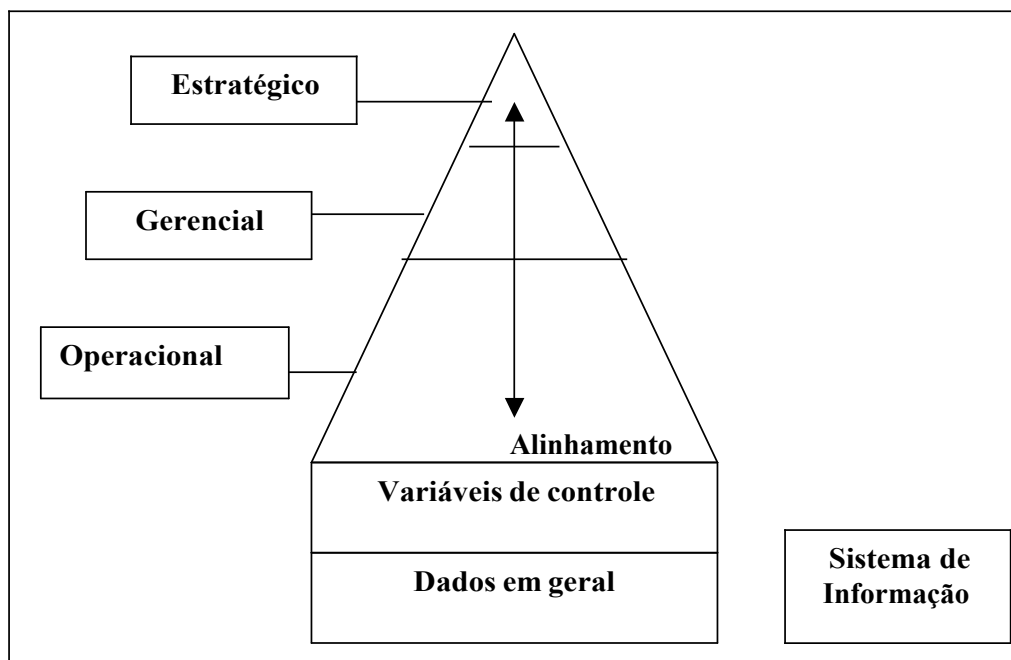 Estratégico
Gerencial
Operacional
Alinhamento
Variáveis de controle
Dados em geral
Sistema de
Informação